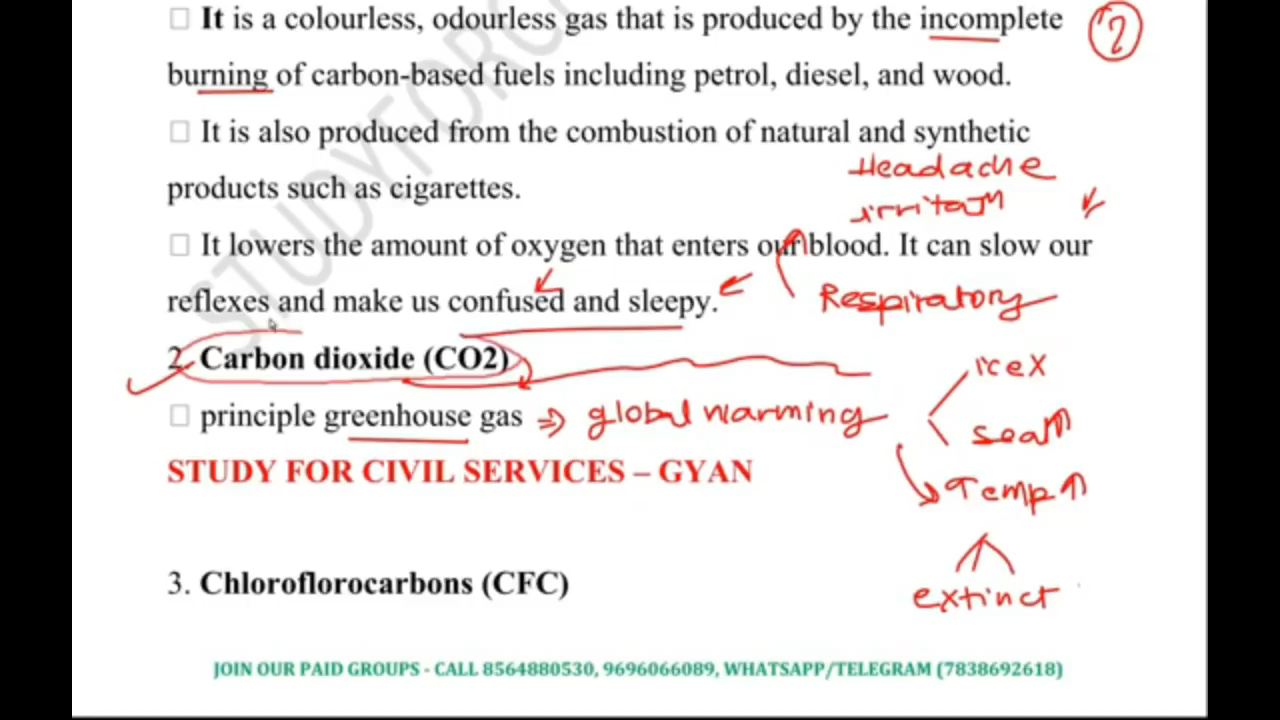 □ It is a colourless, odourless gas that is produced by the incomplete
2
burning of carbon-based fuels including petrol, diesel, and wood.
□ It is also produced from the combustion of natural and synthetic
Headache
products such as cigarettes.
□ It lowers the amount of oxygen that enters our blood. It can slow our
reflexes and make us confused and sleepy.
Respiratory
2. Carbon dioxide (CO2)
ice X
□ principle greenhouse gas ⇒ global warming
sea↑
STUDY FOR CIVIL SERVICES – GYAN
Temp↑
3. Chloroflorocarbons (CFC)
extinct
JOIN OUR PAID GROUPS - CALL 8564880530, 9696066089, WHATSAPP/TELEGRAM (7838692618)